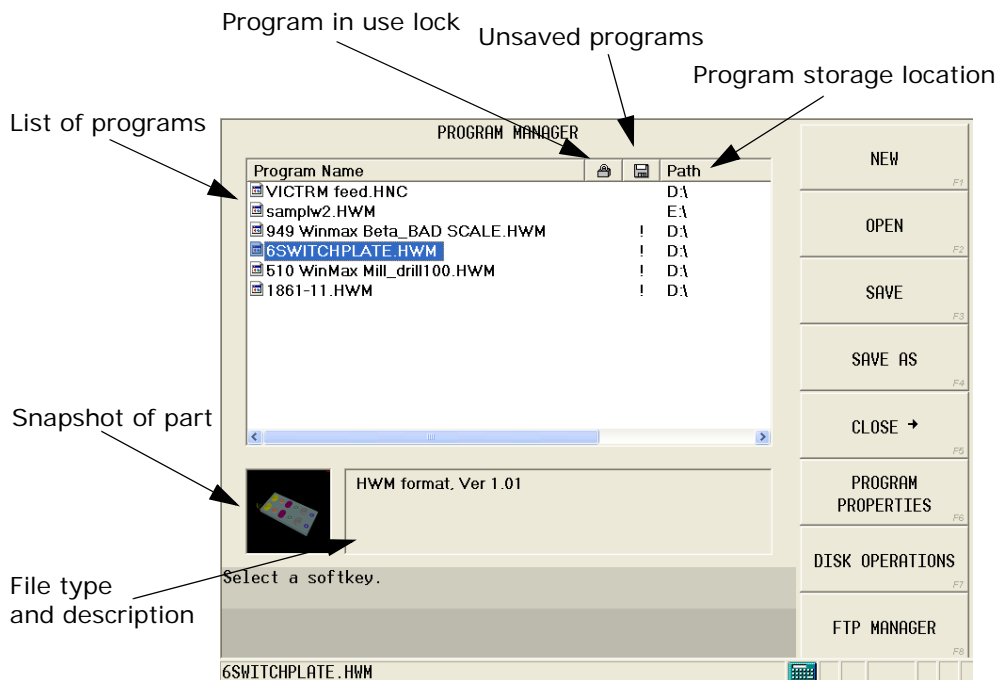 Program in use lock
Unsaved programs
Program storage location
List of programs
PROGRAM MANAGER
Program Name Path
VICTRM feed.HNC D:\
samplw2.HWM E:\
949 Winmax Beta_BAD SCALE.HWM ! D:\
6SWITCHPLATE.HWM ! D:\
510 WinMax Mill_drill100.HWM ! D:\
1861-11.HWM ! D:\
NEW
F1
OPEN
F2
SAVE
F3
SAVE AS
F4
CLOSE →
F5
PROGRAM
PROPERTIES
F6
DISK OPERATIONS
F7
FTP MANAGER
F8
Snapshot of part
HWM format, Ver 1.01
File type
and description
Select a softkey.
6SWITCHPLATE.HWM